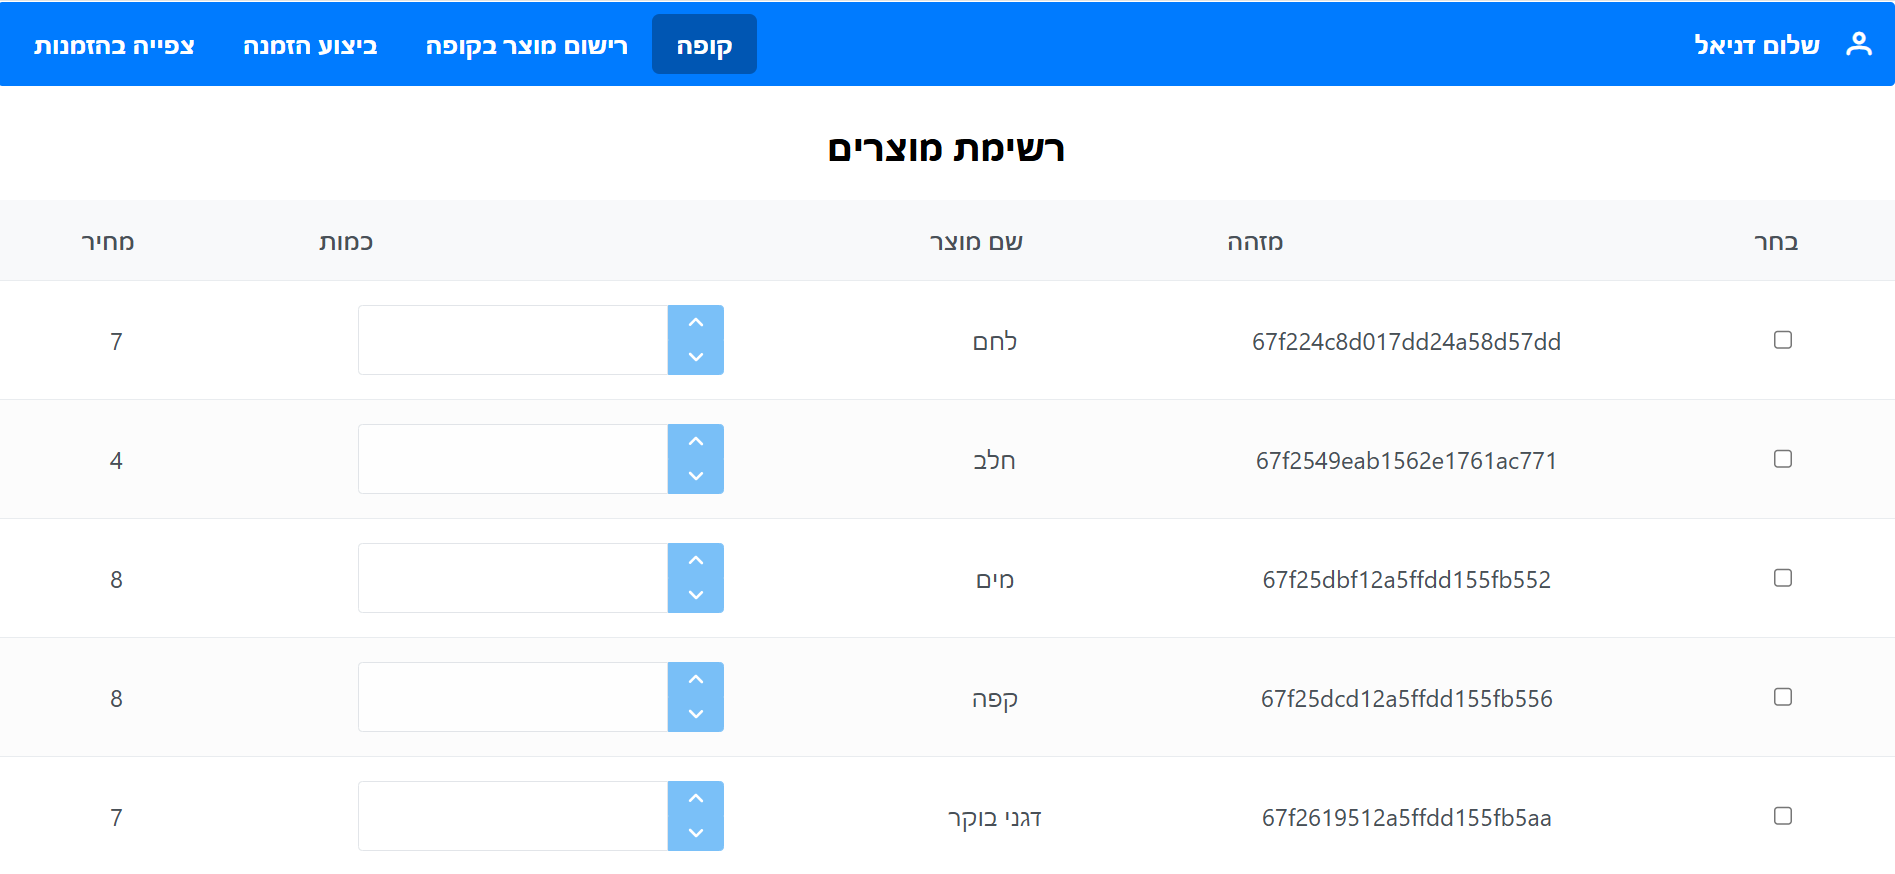 שלום דניאל קופה רישום מוצר בקופה ביצוע הזמנה צפייה בהזמנות
רשימת מוצרים
בחר מזהה שם מוצר כמות מחיר
67f224c8d017dd24a58d57dd לחם 7
67f2549eab1562e1761ac771 חלב 4
67f25dbf12a5ffdd155fb552 מים 8
67f25dcd12a5ffdd155fb556 קפה 8
67f2619512a5ffdd155fb5aa דגני בוקר 7